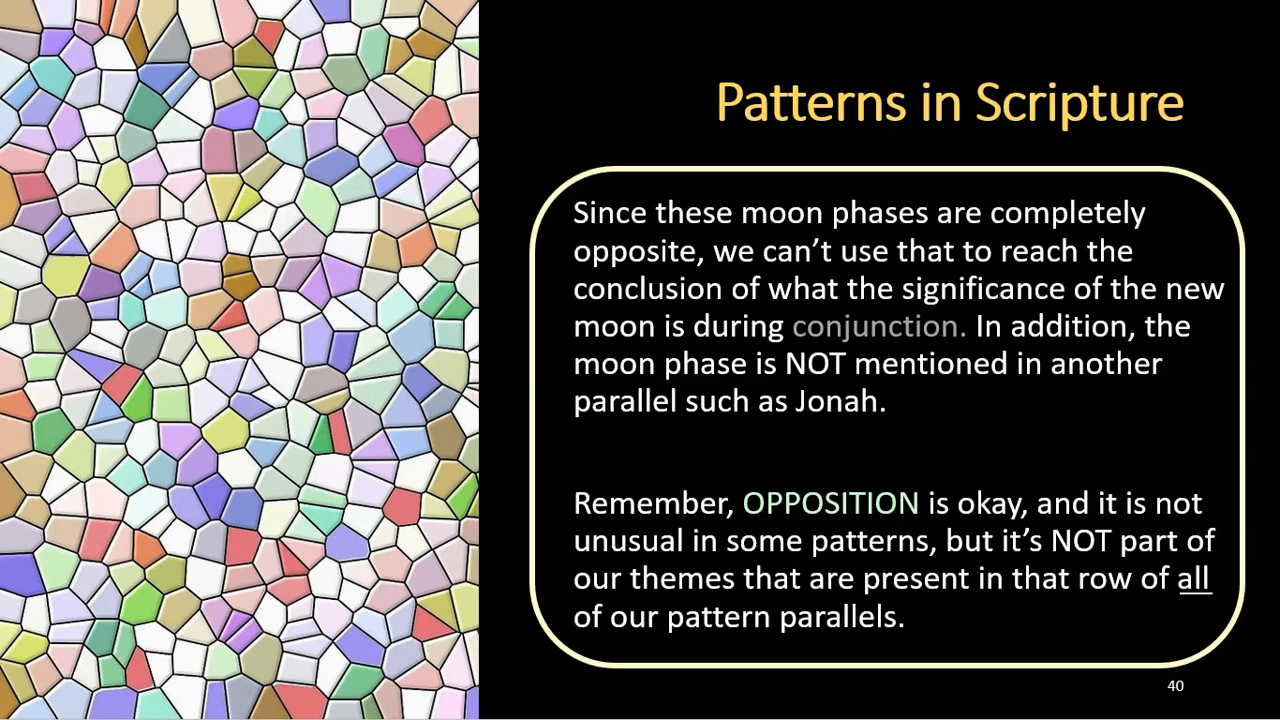 Patterns in Scripture
Since these moon phases are completely
opposite, we can’t use that to reach the
conclusion of what the significance of the new
moon is during conjunction. In addition, the
moon phase is NOT mentioned in another
parallel such as Jonah.
Remember, OPPOSITION is okay, and it is not
unusual in some patterns, but it’s NOT part of
our themes that are present in that row of all
of our pattern parallels.
40